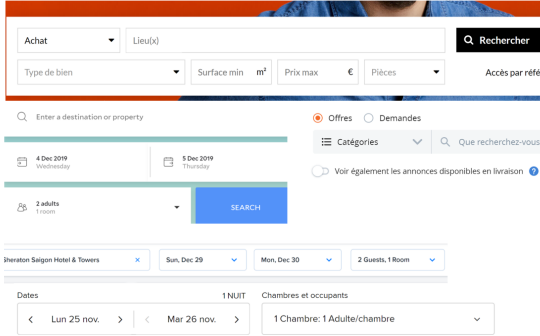 Achat
Lieu(x)
Rechercher
Type de bien
Surface min m²
Prix max €
Pièces
Accès par réfé
Enter a destination or property
Offres
Demandes
Catégories
Que recherchez-vous
4 Dec 2019
Wednesday
5 Dec 2019
Thursday
Voir également les annonces disponibles en livraison ?
2 adults
1 room
SEARCH
Sheraton Saigon Hotel & Towers ×
Sun, Dec 29
Mon, Dec 30
2 Guests, 1 Room
Dates
1 NUIT
Chambres et occupants
< Lun 25 nov. >
< Mar 26 nov. >
1 Chambre: 1 Adulte/chambre